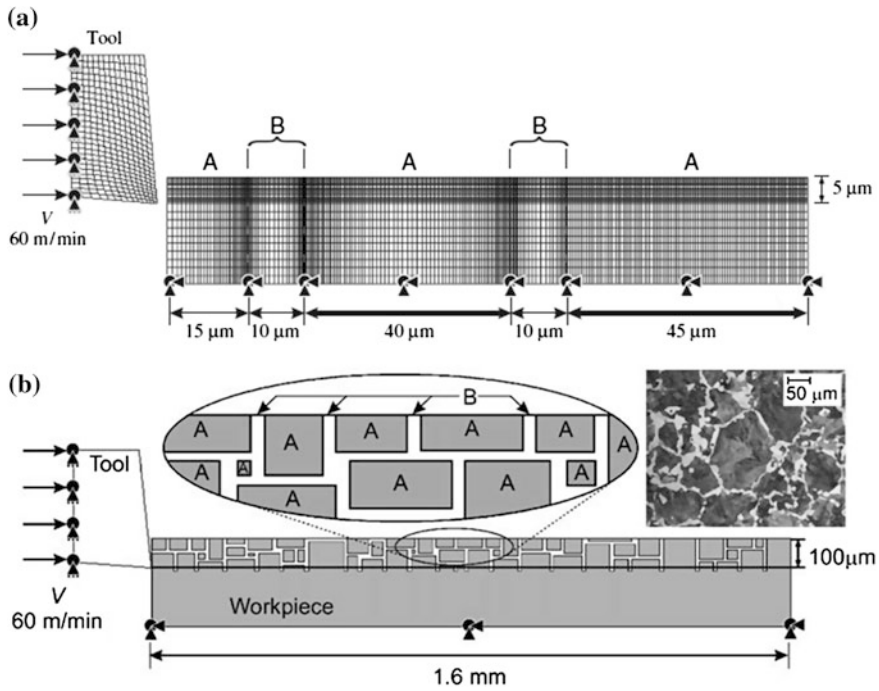 (a)
Tool
B
B
A
A
A
5 μm
V
60 m/min
15 μm
10 μm
40 μm
10 μm
45 μm
(b)
B
50 μm
A
A
A
A
A
A
A
A
A
A
A
A
A
Tool
100μm
V
60 m/min
Workpiece
1.6 mm